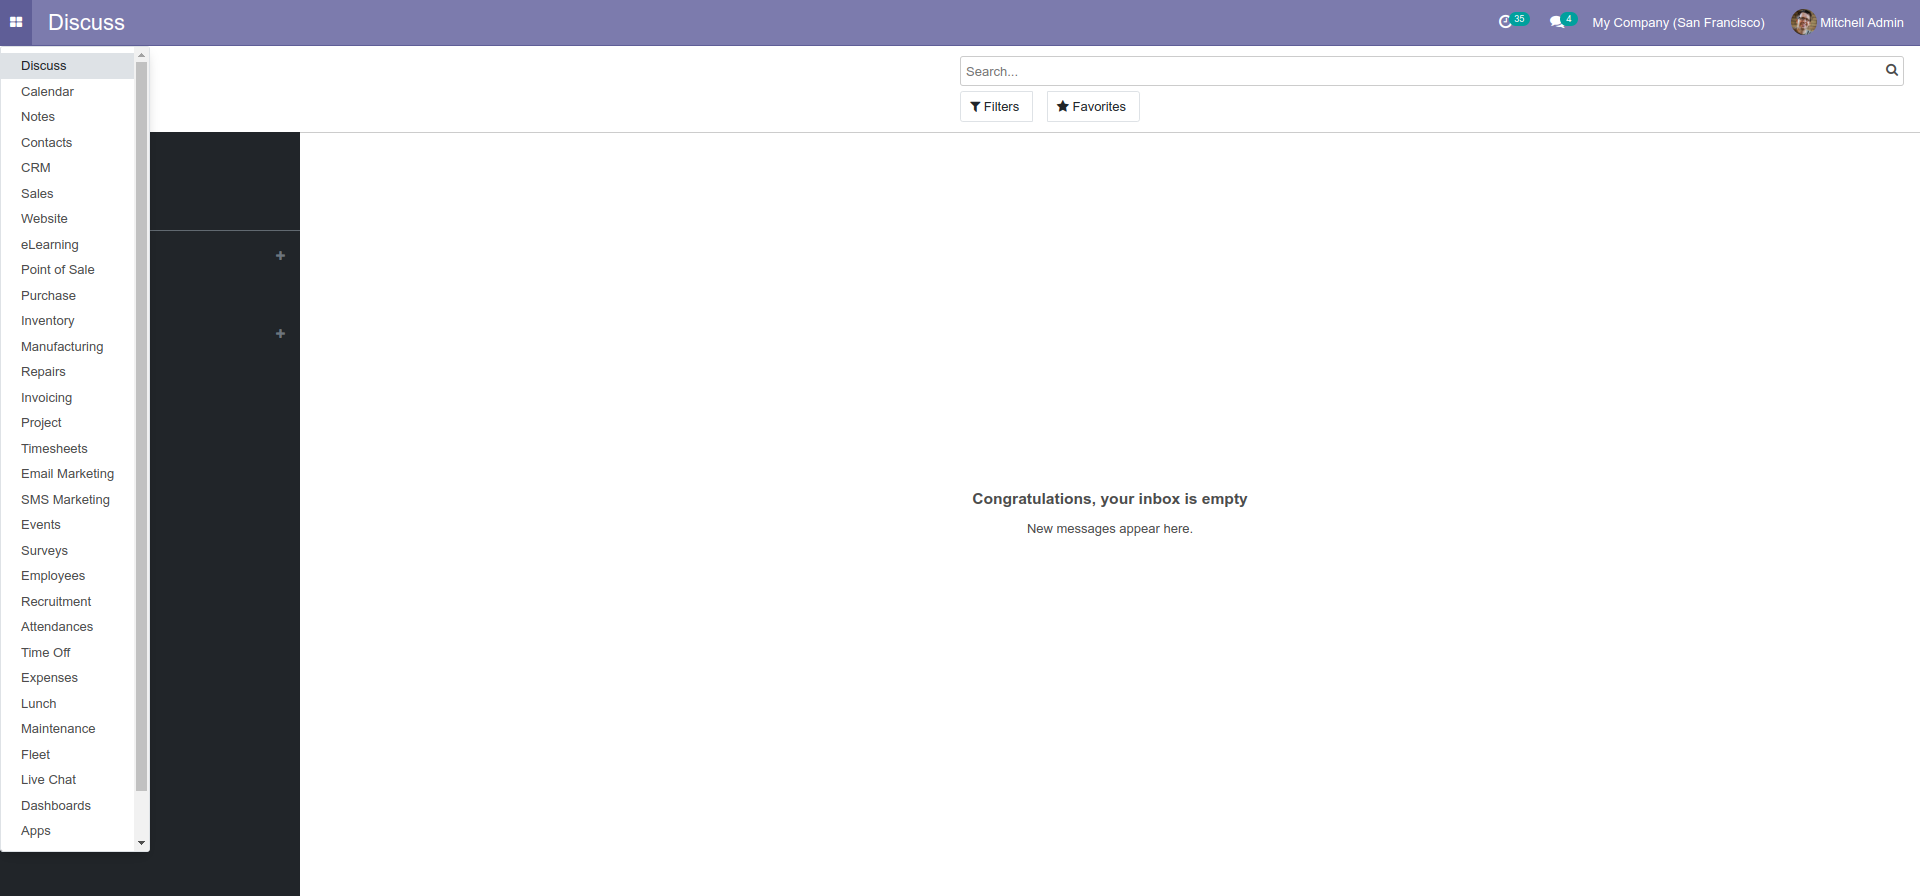 Discuss
35
4
My Company (San Francisco)
Mitchell Admin
Search...
Filters
Favorites
Discuss
Calendar
Notes
Contacts
CRM
Sales
Website
eLearning
Point of Sale
Purchase
Inventory
Manufacturing
Repairs
Invoicing
Project
Timesheets
Email Marketing
SMS Marketing
Events
Surveys
Employees
Recruitment
Attendances
Time Off
Expenses
Lunch
Maintenance
Fleet
Live Chat
Dashboards
Apps
Congratulations, your inbox is empty
New messages appear here.